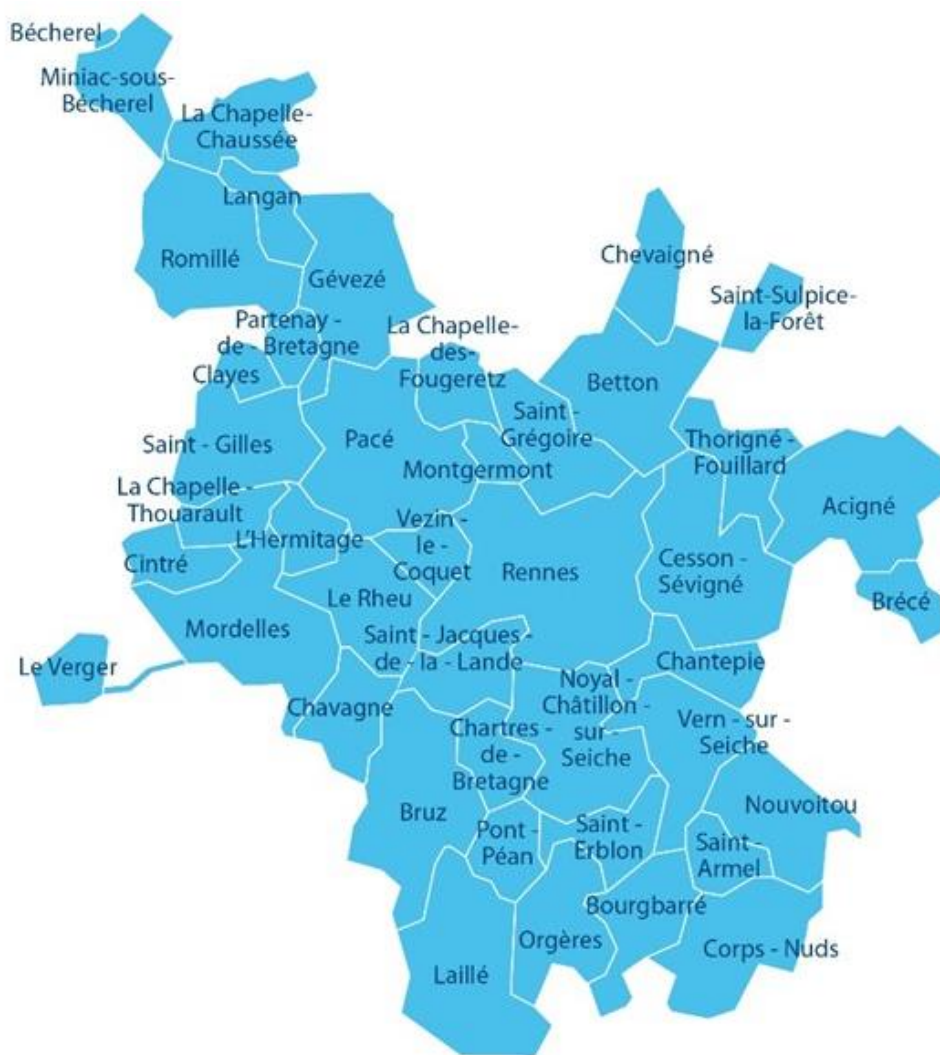 Bécherel
Miniac-sous-
Bécherel
La Chapelle-
Chaussée
Langan
Romillé
Gévezé
Chevaigné
Saint-Sulpice-
la-Forêt
Partenay -
de - Bretagne
La Chapelle-
des-
Fougeretz
Clayes
Betton
Saint -
Grégoire
Saint - Gilles
Pacé
Montgermont
Thorigné -
Fouillard
Acigné
La Chapelle -
Thouarault
L'Hermitage
Vezin -
le -
Coquet
Rennes
Cesson -
Sévigné
Cintré
Brécé
Le Rheu
Mordelles
Saint - Jacques -
de - la - Lande
Le Verger
Chantepie
Chavagne
Noyal -
Châtillon -
sur -
Seiche
Vern - sur -
Seiche
Chartres -
de -
Bretagne
Bruz
Nouvoitou
Pont -
Péan
Saint -
Erblon
Saint -
Armel
Bourgbarré
Orgères
Corps - Nuds
Laillé